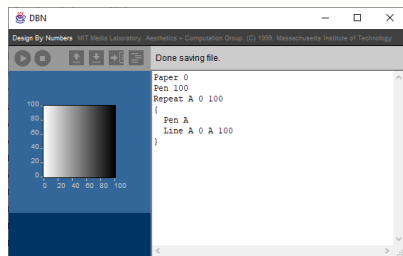 DBN
Design By Numbers MIT Media Laboratory Aesthetics + Computation Group. (C) 1999, Massachusetts Institute of Technology
Done saving file.
Paper 0
Pen 100
Repeat A 0 100
{
Pen A
Line A 0 A 100
}
100
80
60
40
20
0
0 20 40 60 80 100